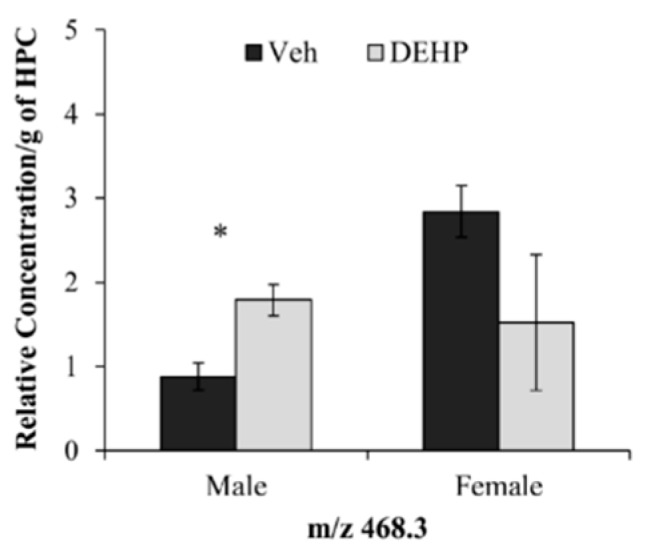 Relative Concentration/g of HPC
5
4
3
2
1
0
Veh
DEHP
*
Male
Female
m/z 468.3